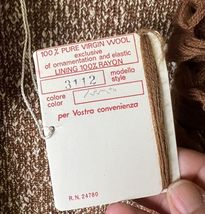 100% PURE VIRGIN WOOL
exclusive
of ornamentation and elastic
LINING 100% RAYON
3112 modello
style
colore
color
per Vostra convenienza
R.N. 24780